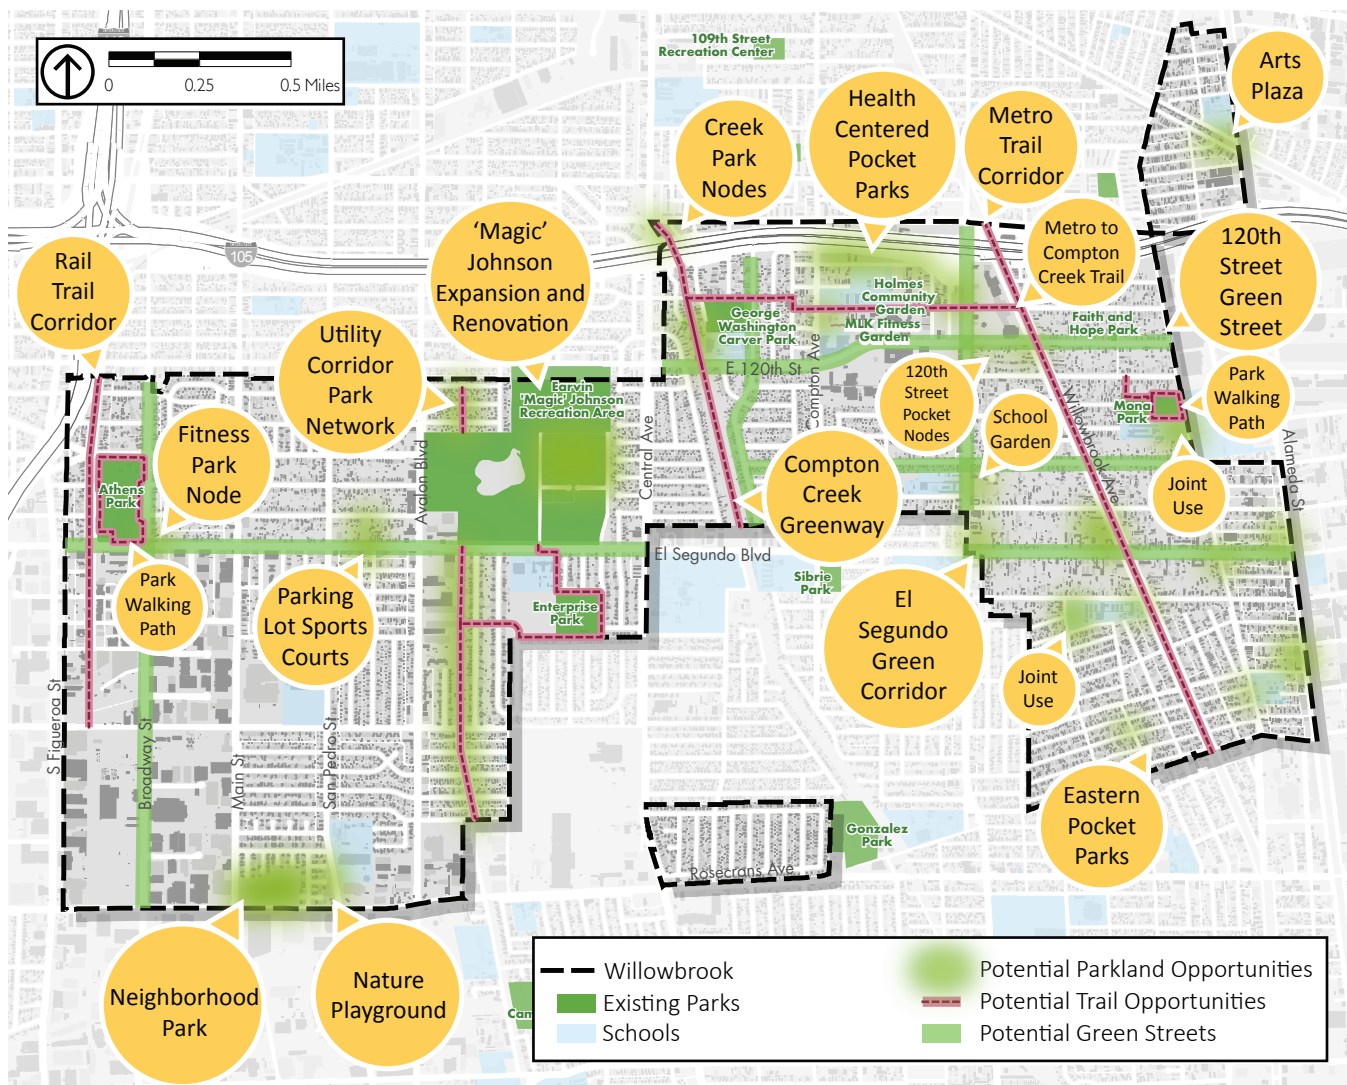 109th Street
Recreation Center
Arts
Plaza
0
0.25
0.5 Miles
Creek
Park
Nodes
Health
Centered
Pocket
Parks
Metro
Trail
Corridor
105
Rail
Trail
Corridor
'Magic'
Johnson
Expansion and
Renovation
Metro to
Compton
Creek Trail
120th
Street
Green
Street
Utility
Corridor
Park
Network
Holmes
Community
Garden
MLK Fitness
Garden
George
Washington
Carver Park
Faith and
Hope Park
E 120th St
Compton Ave
Earvin
'Magic' Johnson
Recreation Area
120th
Street
Pocket
Nodes
School
Garden
Willowbrook Ave
Mona
Park
Park
Walking
Path
Fitness
Park
Node
Avalon Blvd
Central Ave
Alameda St
Athens
Park
Compton
Creek
Greenway
Joint
Use
El Segundo Blvd
Park
Walking
Path
Parking
Lot Sports
Courts
Enterprise
Park
Sibrie
Park
El
Segundo
Green
Corridor
Joint
Use
S Figueroa St
Broadway St
Main St
San Pedro St
Eastern
Pocket
Parks
Gonzalez
Park
Rosecrans Ave
Neighborhood
Park
Nature
Playground
Cam
Willowbrook
Existing Parks
Schools
Potential Parkland Opportunities
Potential Trail Opportunities
Potential Green Streets